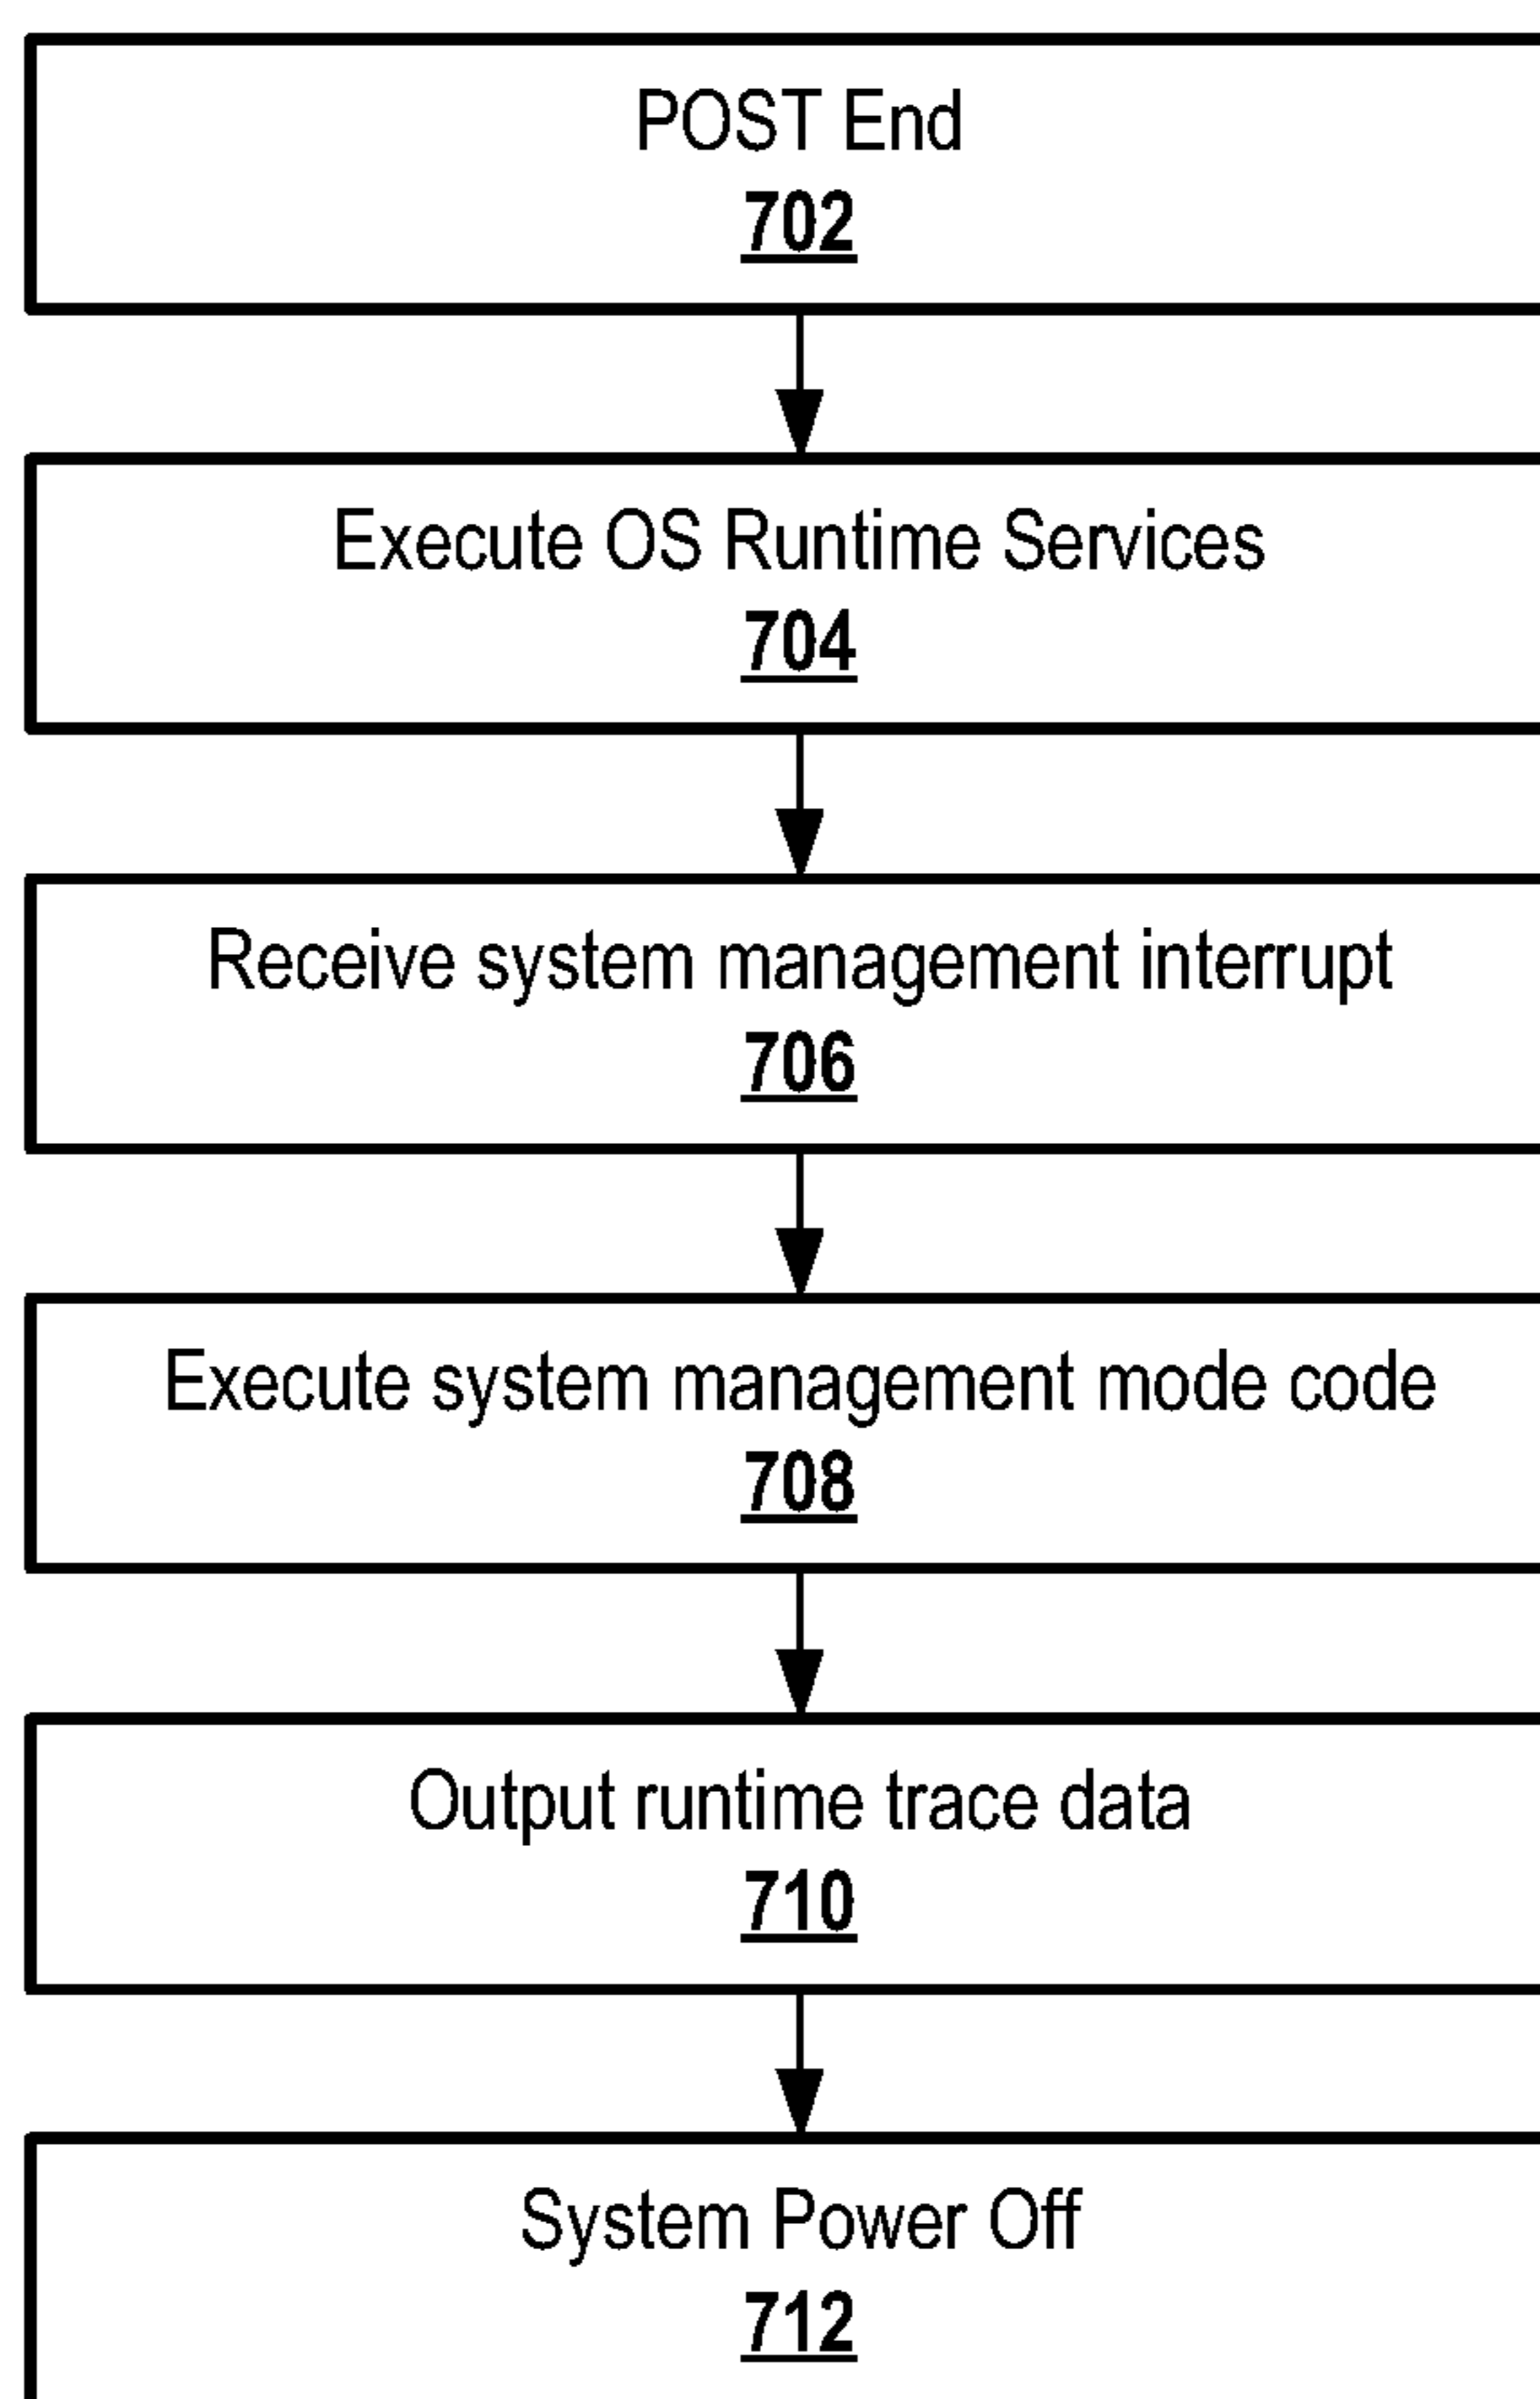 POST End
702
Execute OS Runtime Services
704
Receive system management interrupt
706
Execute system management mode code
708
Output runtime trace data
710
System Power Off
712